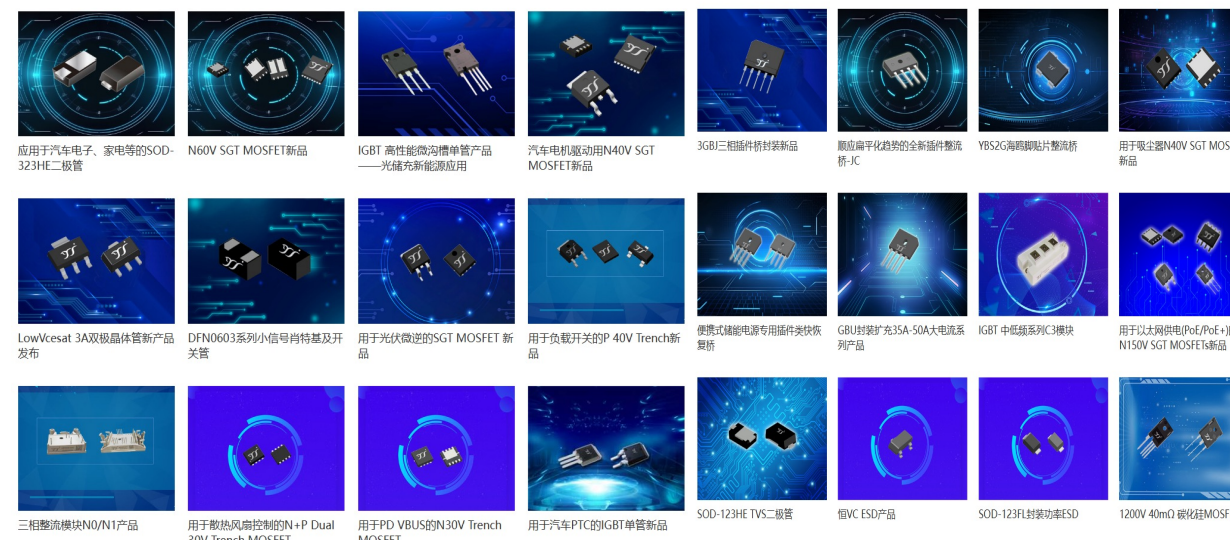 应用于汽车电子、家电等的SOD-
323HE二极管
N60V SGT MOSFET新品
IGBT 高性能微沟槽单管产品
——光储充新能源应用
汽车电机驱动用N40V SGT
MOSFET新品
3GBJ三相插件桥封装新品
顺应扁平化趋势的全新插件整流
桥-JC
YBS2G海鸥脚贴片整流桥
用于吸尘器N40V SGT MOS
新品
LowVcesat 3A双极晶体管新产品
发布
DFN0603系列小信号肖特基及开
关管
用于光伏微逆的SGT MOSFET 新
品
用于负载开关的P 40V Trench新
品
便携式储能电源专用插件类快恢
复桥
GBU封装扩充35A-50A大电流系
列产品
IGBT 中低频系列C3模块
用于以太网供电(PoE/PoE+)
N150V SGT MOSFETs新品
三相整流模块N0/N1产品
用于散热风扇控制的N+P Dual
30V Trench MOSFET
用于PD VBUS的N30V Trench
MOSFET
用于汽车PTC的IGBT单管新品
SOD-123HE TVS二极管
恒VC ESD产品
SOD-123FL封装功率ESD
1200V 40mΩ 碳化硅MOSF